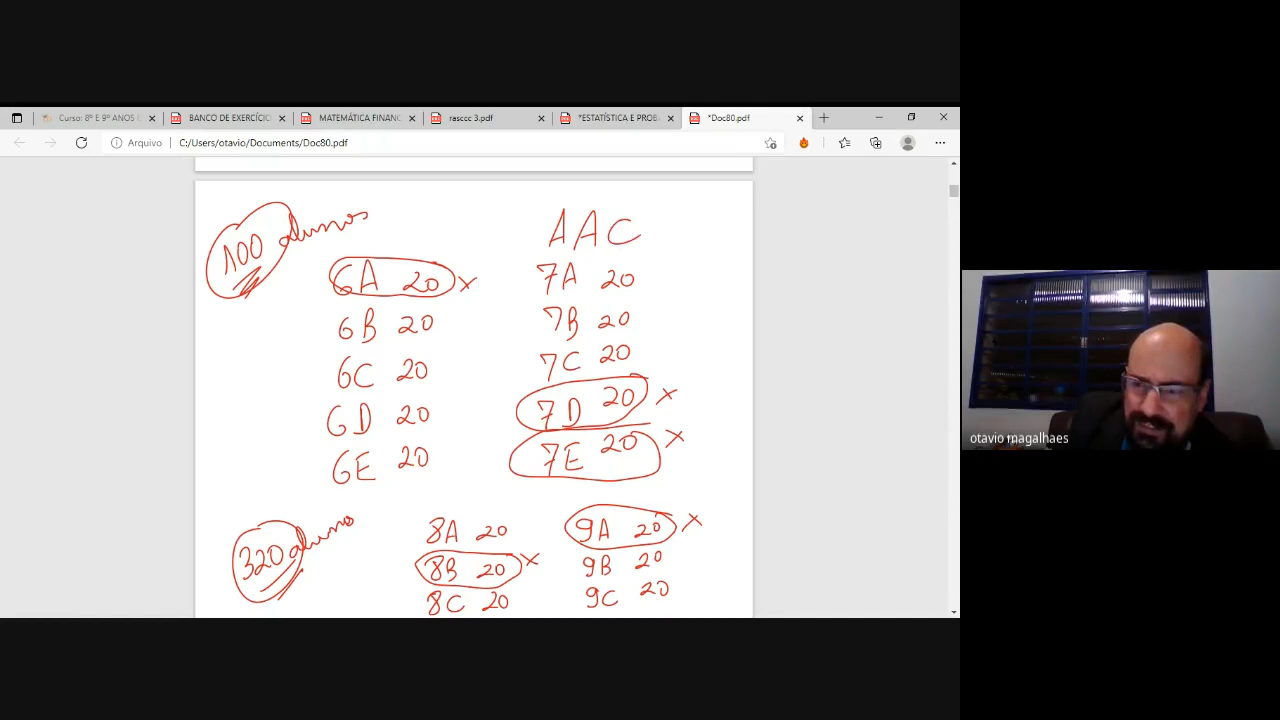 Curso: 8º E 9º ANOS
BANCO DE EXERCÍCIO
MATEMÁTICA FINANC
rasccc 3.pdf
*ESTATÍSTICA E PROBA
*Doc80.pdf
Arquivo C:/Users/otavio/Documents/Doc80.pdf
100 alunos
AAC
6A 20 x 7A 20
6B 20 7B 20
6C 20 7C 20
6D 20 7D 20 x
6E 20 7E 20 x
320 aluno
8A 20 9A 20 x
8B 20 x 9B 20
8C 20 9C 20
otavio magalhaes